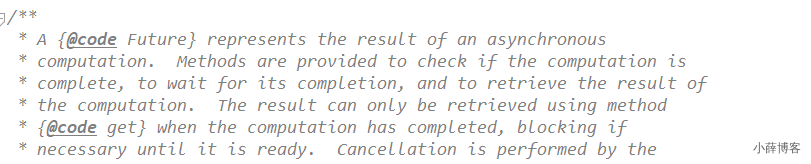 /**
* A {@code Future} represents the result of an asynchronous
* computation.  Methods are provided to check if the computation is
* complete, to wait for its completion, and to retrieve the result of
* the computation.  The result can only be retrieved using method
* {@code get} when the computation has completed, blocking if
* necessary until it is ready.  Cancellation is performed by the
小薛博客